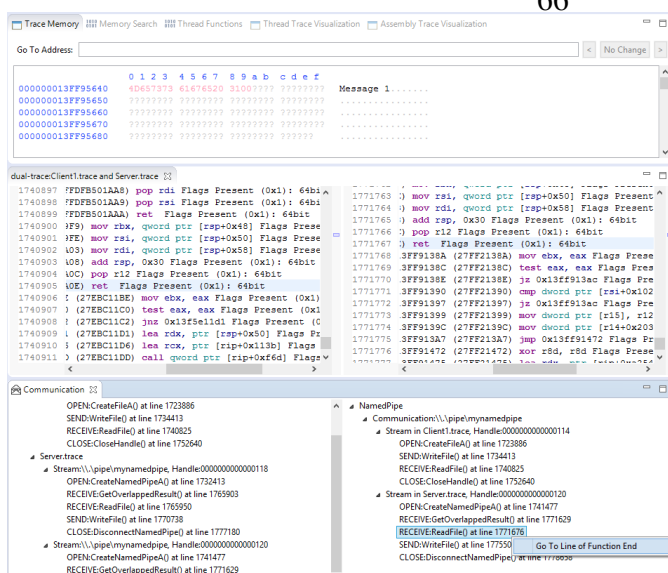 66
Trace Memory Memory Search Thread Functions Thread Trace Visualization Assembly Trace Visualization
Go To Address: < No Change >
0 1 2 3 4 5 6 7 8 9 a b c d e f
000000013FF95640 4D657373 61676520 3100???? ???????? Message 1.......
000000013FF95650 ???????? ???????? ???????? ???????? ................
000000013FF95660 ???????? ???????? ???????? ???????? ................
000000013FF95670 ???????? ???????? ???????? ???????? ................
000000013FF95680 ???????? ???????? ???????? ?????? ...............
dual-trace:Client1.trace and Server.trace
1740897 FFDFB501AA8) pop rdi Flags Present (0x1): 64bi
1740898 FFDFB501AA9) pop rsi Flags Present (0x1): 64bi
1740899 FFDFB501AAA) ret Flags Present (0x1): 64bit
1740900 9F9) mov rbx, qword ptr [rsp+0x48] Flags Prese
1740901 9FE) mov rsi, qword ptr [rsp+0x50] Flags Prese
1740902 A03) mov rdi, qword ptr [rsp+0x58] Flags Prese
1740903 A08) add rsp, 0x30 Flags Present (0x1): 64bit
1740904 A0C) pop r12 Flags Present (0x1): 64bit
1740905 A0E) ret Flags Present (0x1): 64bit
1740906 (27EBC11BE) mov ebx, eax Flags Present (0x1)
1740907 (27EBC11C0) test eax, eax Flags Present (0x1
1740908 (27EBC11C2) jnz 0x13f5e11d1 Flags Present (0
1740909 (27EBC11D1) lea rdx, ptr [rsp+0x50] Flags Pr
1740910 (27EBC11D6) lea rcx, ptr [rip+0x113b] Flags
1740911 ) (27EBC11DD) call qword ptr [rip+0xf6d] Flags
1771763 :) mov rsi, qword ptr [rsp+0x50] Flags Present
1771764 ) mov rdi, qword ptr [rsp+0x58] Flags Present
1771765 ) add rsp, 0x30 Flags Present (0x1): 64bit
1771766 :) pop r12 Flags Present (0x1): 64bit
1771767 :) ret Flags Present (0x1): 64bit
1771768 .3FF9138A (27FF2138A) mov ebx, eax Flags Prese
1771769 .3FF9138C (27FF2138C) test eax, eax Flags Pres
1771770 .3FF9138E (27FF2138E) jz 0x13ff913ac Flags Pre
1771771 .3FF91390 (27FF21390) cmp dword ptr [rsi+0x102
1771772 .3FF91397 (27FF21397) jz 0x13ff913ac Flags Pre
1771773 .3FF91399 (27FF21399) mov dword ptr [r15], r12
1771774 .3FF9139C (27FF2139C) mov dword ptr [r14+0x203
1771775 .3FF913A7 (27FF213A7) jmp 0x13ff91472 Flags Pr
1771776 .3FF91472 (27FF21472) xor r8d, r8d Flags Prese
Communication
OPEN:CreateFileA() at line 1723886
SEND:WriteFile() at line 1734413
RECEIVE:ReadFile() at line 1740825
CLOSE:CloseHandle() at line 1752640
Server.trace
Stream:\\.\pipe\mynamedpipe, Handle:0000000000000118
OPEN:CreateNamedPipeA() at line 1732413
RECEIVE:GetOverlappedResult() at line 1765903
RECEIVE:ReadFile() at line 1765950
SEND:WriteFile() at line 1770738
CLOSE:DisconnectNamedPipe() at line 1777180
Stream:\\.\pipe\mynamedpipe, Handle:0000000000000120
OPEN:CreateNamedPipeA() at line 1741477
RECEIVE:GetOverlappedResult() at line 1771629
NamedPipe
Communication:\\.\pipe\mynamedpipe
Stream in Client1.trace, Handle:0000000000000114
OPEN:CreateFileA() at line 1723886
SEND:WriteFile() at line 1734413
RECEIVE:ReadFile() at line 1740825
CLOSE:CloseHandle() at line 1752640
Stream in Server.trace, Handle:0000000000000120
OPEN:CreateNamedPipeA() at line 1741477
RECEIVE:GetOverlappedResult() at line 1771629
RECEIVE:ReadFile() at line 1771676
SEND:WriteFile() at line 177550 Go To Line of Function End
CLOSE:DisconnectNamedPipe() at line 1778658